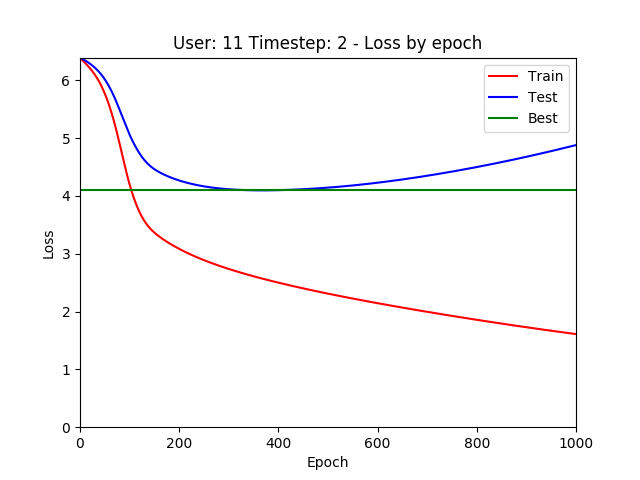 User: 11 Timestep: 2 - Loss by epoch
Train
Test
Best
Loss
6
5
4
3
2
1
0
0 200 400 600 800 1000
Epoch